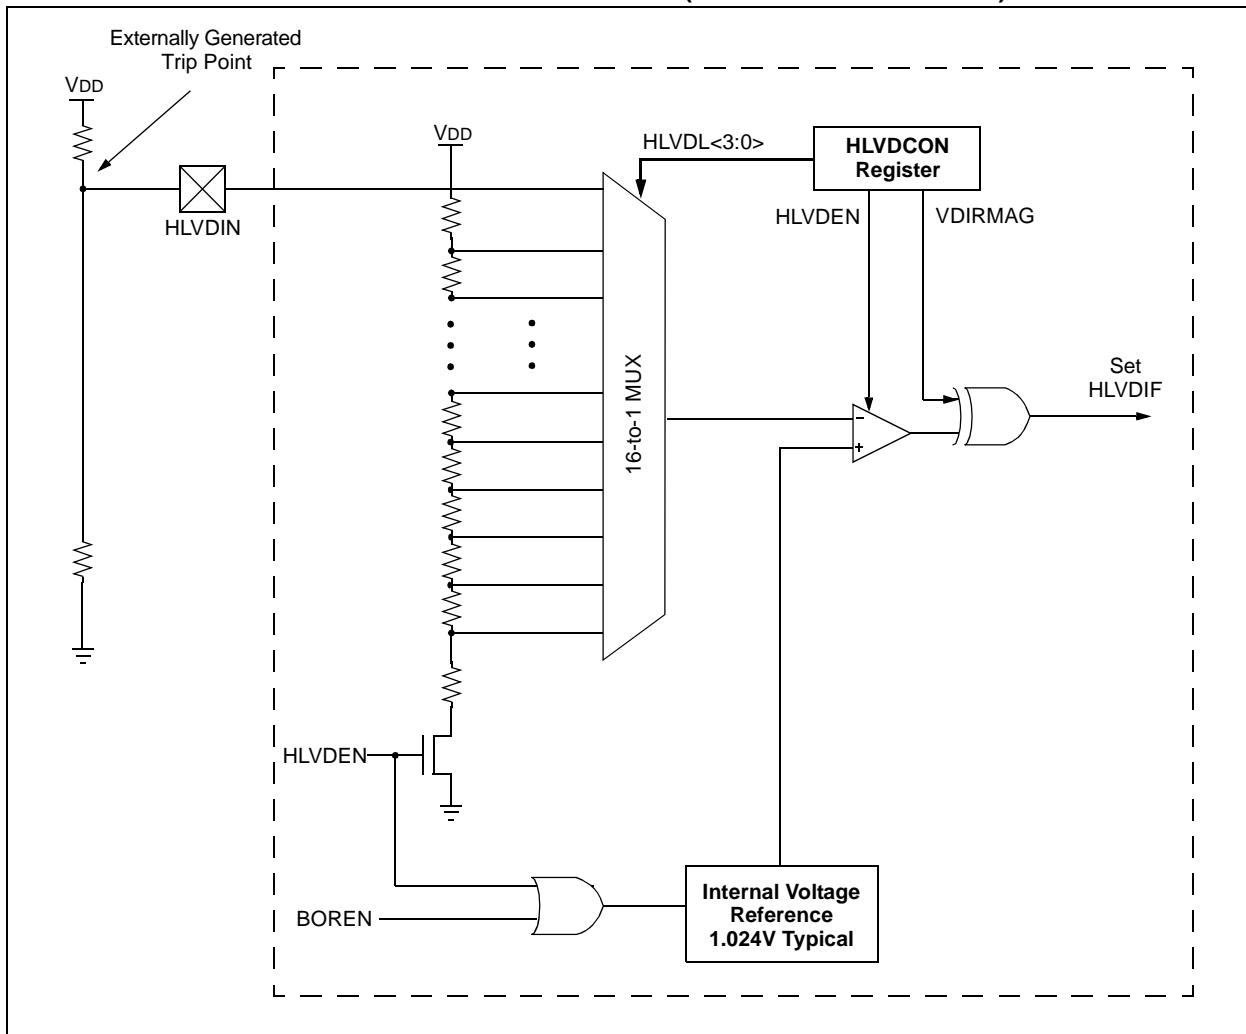 Externally Generated
Trip Point
VDD
VDD
HLVDL<3:0>
HLVDCON
Register
HLVDIN
HLVDEN
VDIRMAG
16-to-1 MUX
Set
HLVDIF
-
+
HLVDEN
BOREN
Internal Voltage
Reference
1.024V Typical